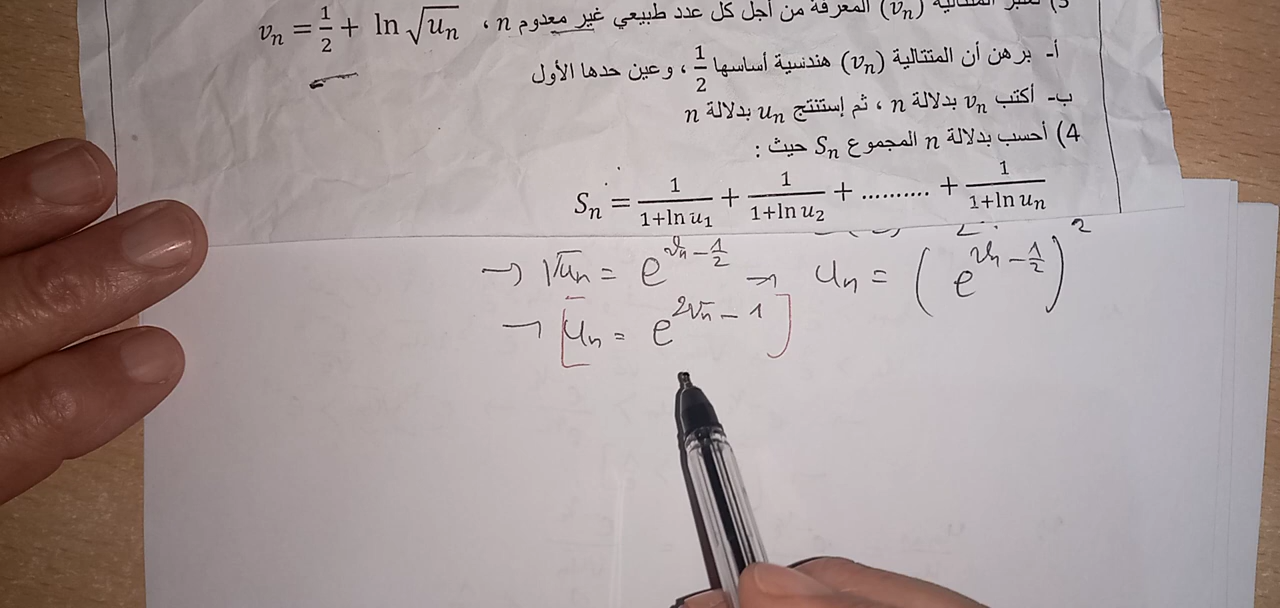 (3 المتتالية (vₙ) المعرفة من أجل كل عدد طبيعي غير معدوم n ، vₙ = 1/2 + ln √uₙ
أ- برهن أن المتتالية (vₙ) هندسية أساسها 1/2 ، وعين حدها الأول
ب- أكتب vₙ بدلالة n ، ثم إستنتج uₙ بدلالة n
(4 أحسب بدلالة n المجموع Sₙ حيث :
Sₙ = 1/(1+ln u₁) + 1/(1+ln u₂) + .......... + 1/(1+ln uₙ)
→ √uₙ = e^(vₙ - 1/2) → uₙ = (e^(vₙ - 1/2))²
→ [uₙ = e^(2vₙ - 1)]